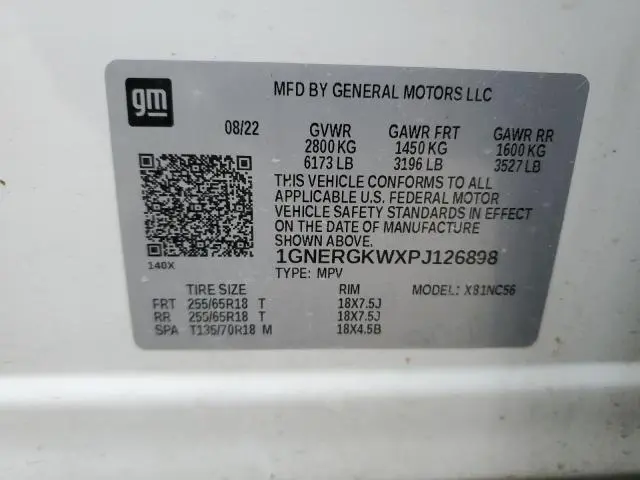 gm
MFD BY GENERAL MOTORS LLC
08/22 GVWR GAWR FRT GAWR RR
2800 KG 1450 KG 1600 KG
6173 LB 3196 LB 3527 LB
THIS VEHICLE CONFORMS TO ALL
APPLICABLE U.S. FEDERAL MOTOR
VEHICLE SAFETY STANDARDS IN EFFECT
ON THE DATE OF MANUFACTURE
SHOWN ABOVE.
1GNERGKWXPJ126898
140X
TYPE: MPV
TIRE SIZE RIM MODEL: X81NC56
FRT 255/65R18 T 18X7.5J
RR 255/65R18 T 18X7.5J
SPA T135/70R18 M 18X4.5B